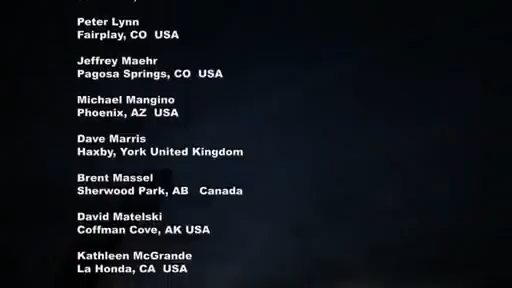 Peter Lynn
Fairplay, CO  USA
Jeffrey Maehr
Pagosa Springs, CO  USA
Michael Mangino
Phoenix, AZ  USA
Dave Marris
Haxby, York United Kingdom
Brent Massel
Sherwood Park, AB   Canada
David Matelski
Coffman Cove, AK USA
Kathleen McGrande
La Honda, CA  USA